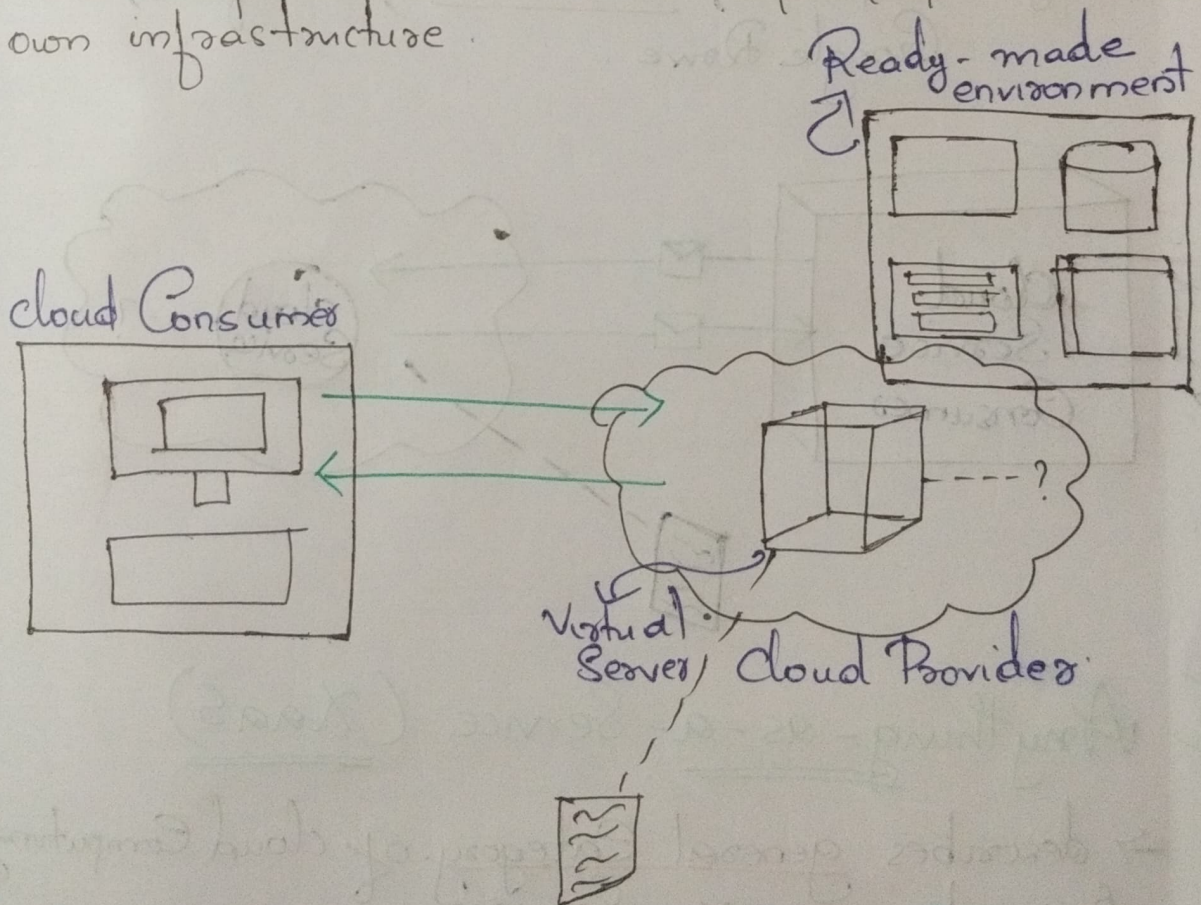 own infrastructure.
Ready-made
environment
cloud Consumer
?
Virtual
Server
Cloud Provider